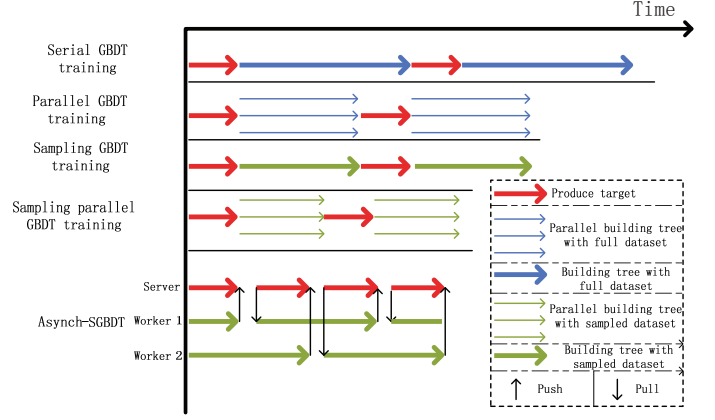 Time
Serial GBDT
training
Parallel GBDT
training
Sampling GBDT
training
Sampling parallel
GBDT training
Server
Asynch-SGBDT
Worker 1
Worker 2
Produce target
Parallel building tree
with full dataset
Building tree with
full dataset
Parallel building tree
with sampled dataset
Building tree with
sampled dataset
Push
Pull